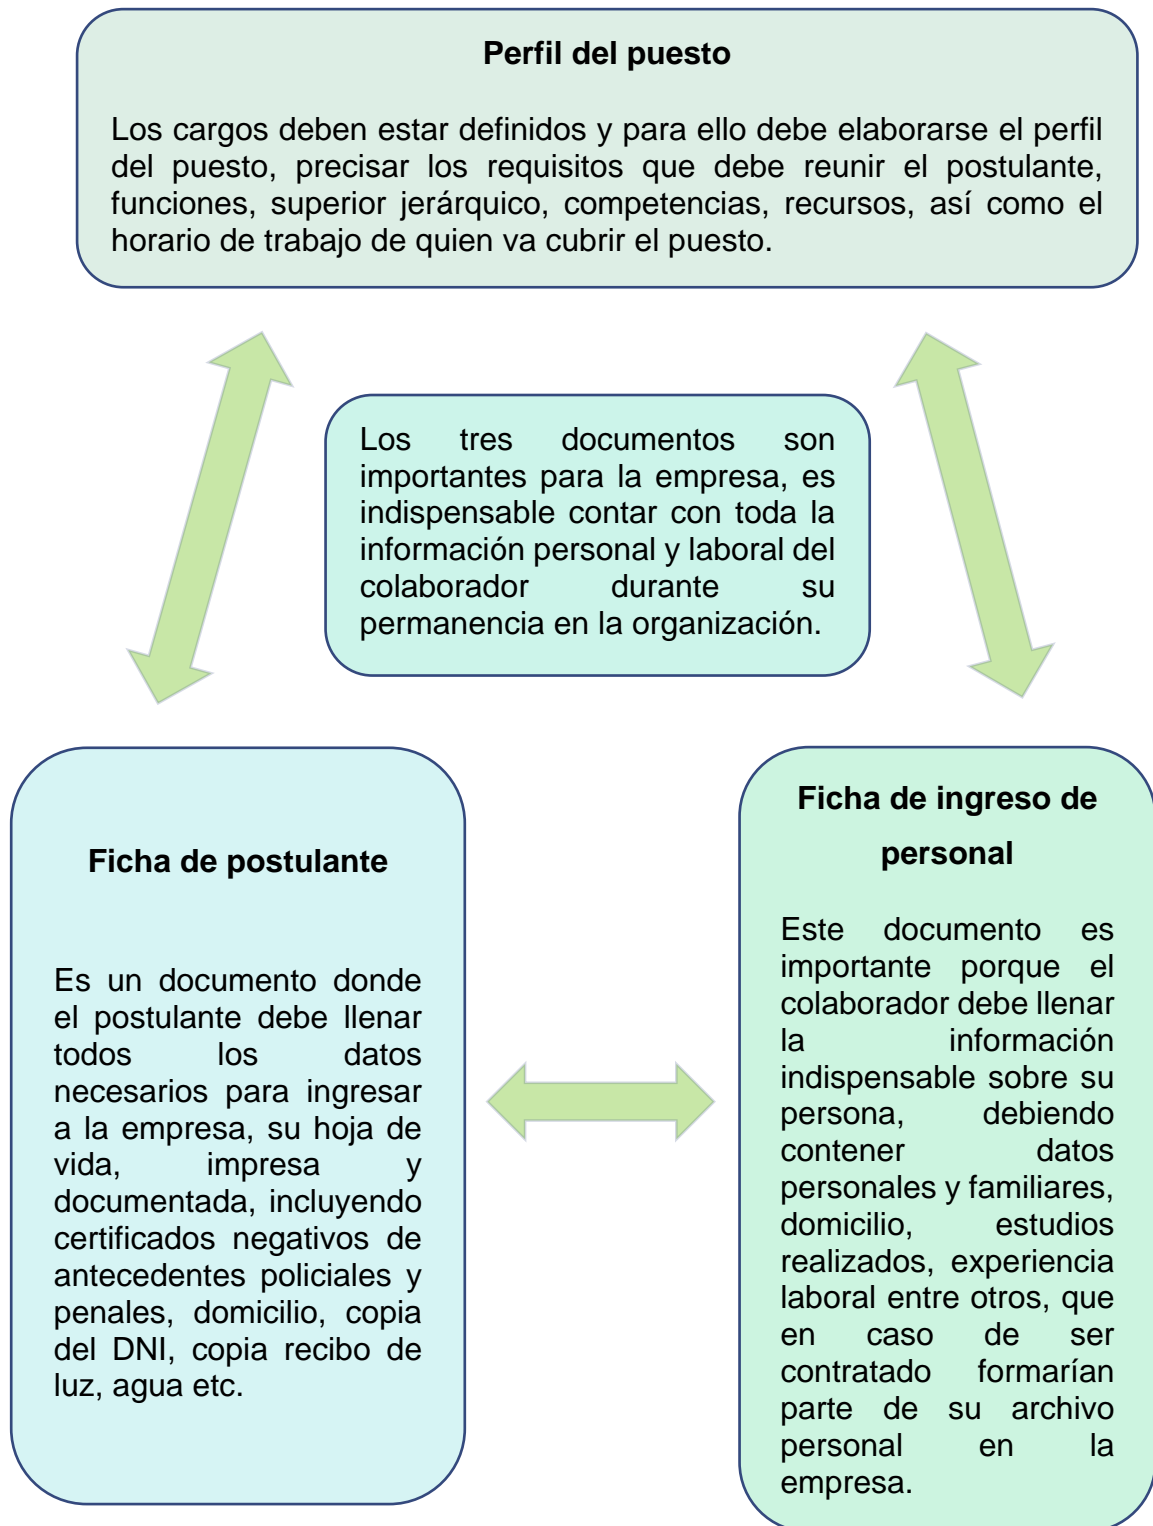 Perfil del puesto
Los cargos deben estar definidos y para ello debe elaborarse el perfil
del puesto, precisar los requisitos que debe reunir el postulante,
funciones, superior jerárquico, competencias, recursos, así como el
horario de trabajo de quien va cubrir el puesto.
Los tres documentos son
importantes para la empresa, es
indispensable contar con toda la
información personal y laboral del
colaborador durante su
permanencia en la organización.
Ficha de postulante
Es un documento donde
el postulante debe llenar
todos los datos
necesarios para ingresar
a la empresa, su hoja de
vida, impresa y
documentada, incluyendo
certificados negativos de
antecedentes policiales y
penales, domicilio, copia
del DNI, copia recibo de
luz, agua etc.
Ficha de ingreso de
personal
Este documento es
importante porque el
colaborador debe llenar
la información
indispensable sobre su
persona, debiendo
contener datos
personales y familiares,
domicilio, estudios
realizados, experiencia
laboral entre otros, que
en caso de ser
contratado formarían
parte de su archivo
personal en la
empresa.